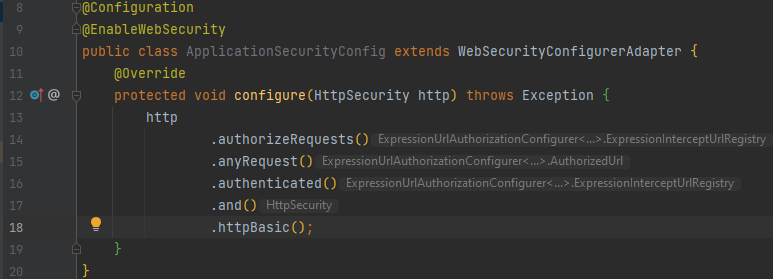 8 @Configuration
9 @EnableWebSecurity
10 public class ApplicationSecurityConfig extends WebSecurityConfigurerAdapter {
11 @Override
12 @ protected void configure(HttpSecurity http) throws Exception {
13 http
14 .authorizeRequests() ExpressionUrlAuthorizationConfigurer<...>.ExpressionInterceptUrlRegistry
15 .anyRequest() ExpressionUrlAuthorizationConfigurer<...>.AuthorizedUrl
16 .authenticated() ExpressionUrlAuthorizationConfigurer<...>.ExpressionInterceptUrlRegistry
17 .and() HttpSecurity
18 .httpBasic();
19 }
20 }